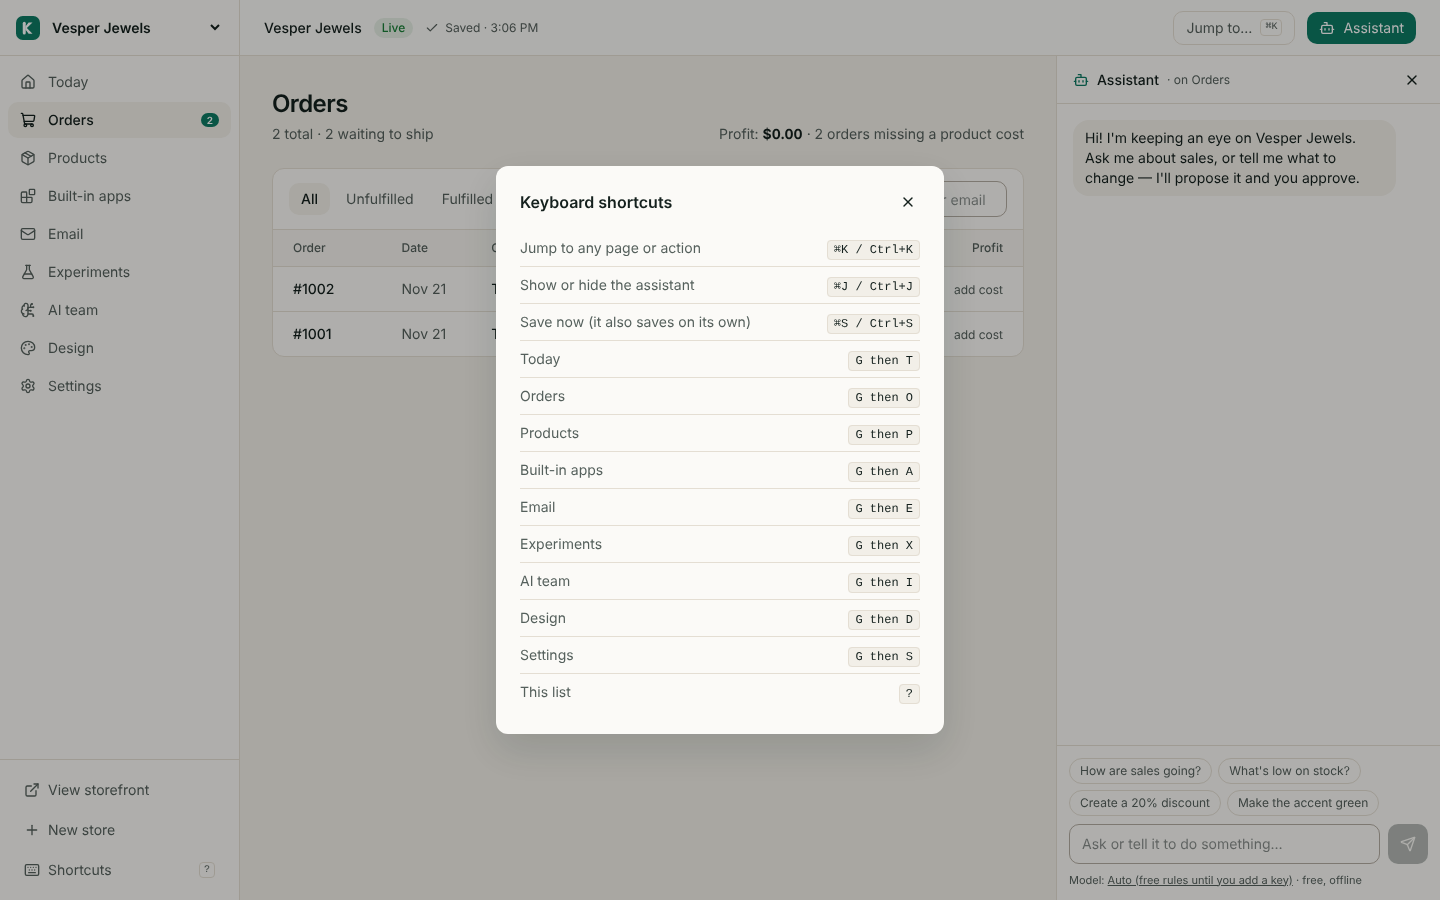 Vesper Jewels
Vesper Jewels
Live
Saved · 3:06 PM
Jump to...
⌘K
Assistant
Today
Orders
2
Products
Built-in apps
Email
Experiments
AI team
Design
Settings
View storefront
New store
Shortcuts
?
Orders
2 total · 2 waiting to ship
Profit: $0.00 · 2 orders missing a product cost
All
Unfulfilled
Fulfilled
email
Order
Date
Profit
#1002
Nov 21
add cost
#1001
Nov 21
add cost
Keyboard shortcuts
Jump to any page or action
⌘K / Ctrl+K
Show or hide the assistant
⌘J / Ctrl+J
Save now (it also saves on its own)
⌘S / Ctrl+S
Today
G then T
Orders
G then O
Products
G then P
Built-in apps
G then A
Email
G then E
Experiments
G then X
AI team
G then I
Design
G then D
Settings
G then S
This list
?
Assistant
· on Orders
Hi! I'm keeping an eye on Vesper Jewels.
Ask me about sales, or tell me what to
change — I'll propose it and you approve.
How are sales going?
What's low on stock?
Create a 20% discount
Make the accent green
Ask or tell it to do something...
Model: Auto (free rules until you add a key) · free, offline